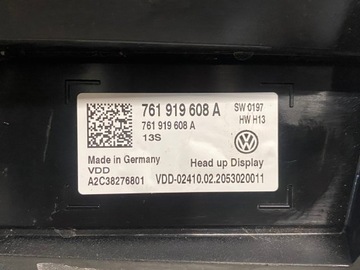 761 919 608 A
SW 0197
761 919 608 A
HW H13
13S
Made in Germany
Head up Display
VDD
A2C38276801
VDD-02410.02.2053020011